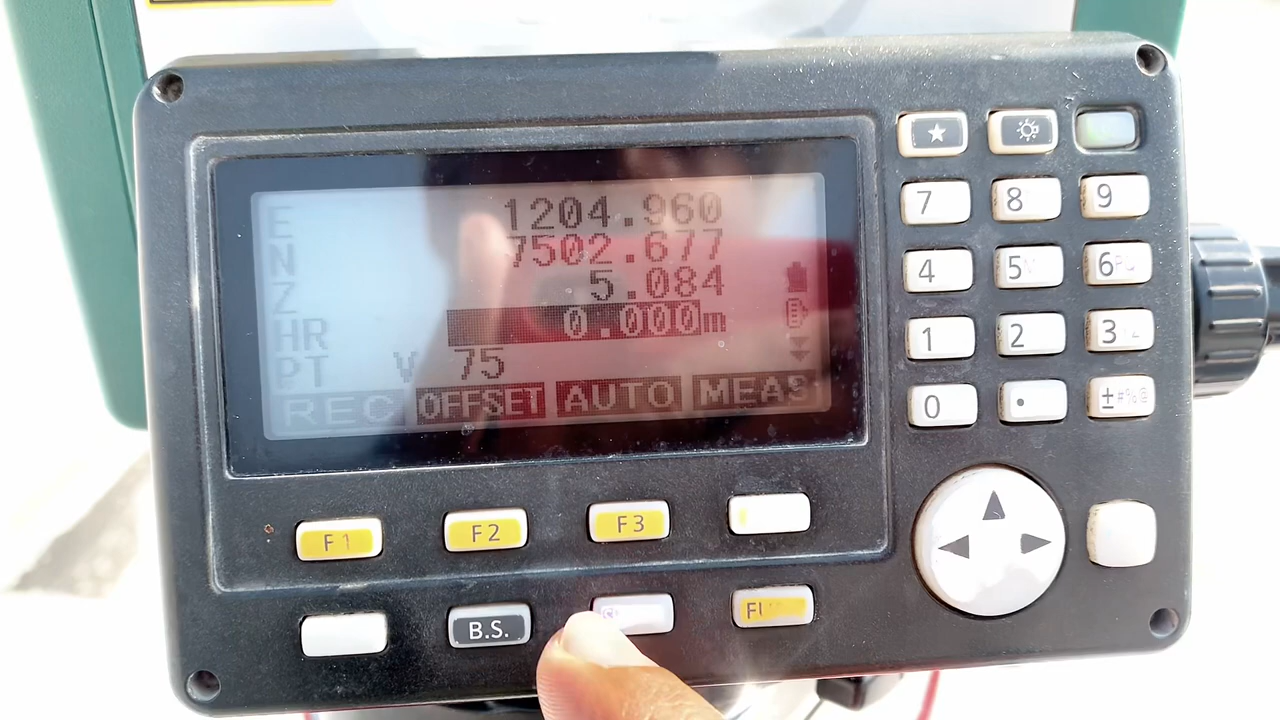 E 1204.960
N 7502.677
Z 5.084
HR 0.000m
PT V 75
REC OFFSET AUTO MEAS
7 8 9
4 5 6
1 2 3
0 . ±#%@
F1 F2 F3
B.S.